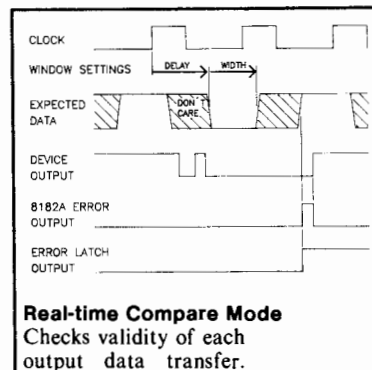 CLOCK
WINDOW SETTINGS
DELAY
WIDTH
EXPECTED
DATA
DON'T
CARE
DEVICE
OUTPUT
8182A ERROR
OUTPUT
ERROR LATCH
OUTPUT
Real-time Compare Mode
Checks validity of each
output data transfer.